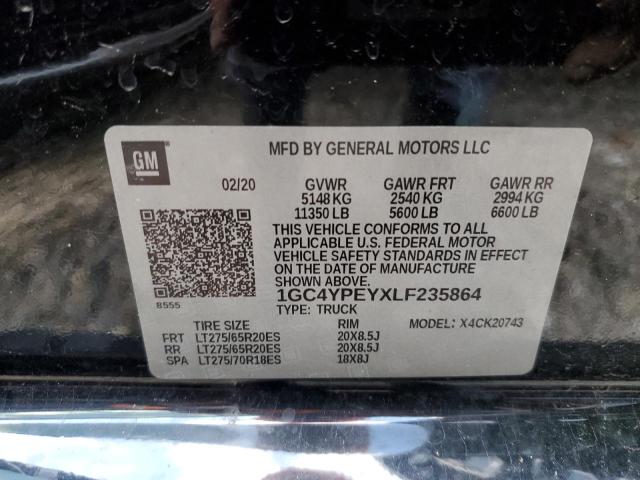 GM
MFD BY GENERAL MOTORS LLC
02/20 GVWR GAWR FRT GAWR RR
5148 KG 2540 KG 2994 KG
11350 LB 5600 LB 6600 LB
THIS VEHICLE CONFORMS TO ALL
APPLICABLE U.S. FEDERAL MOTOR
VEHICLE SAFETY STANDARDS IN EFFECT
ON THE DATE OF MANUFACTURE
SHOWN ABOVE.
8555
1GC4YPEYXLF235864
TYPE: TRUCK
TIRE SIZE RIM MODEL: X4CK20743
FRT LT275/65R20ES 20X8.5J
RR LT275/65R20ES 20X8.5J
SPA LT275/70R18ES 18X8J